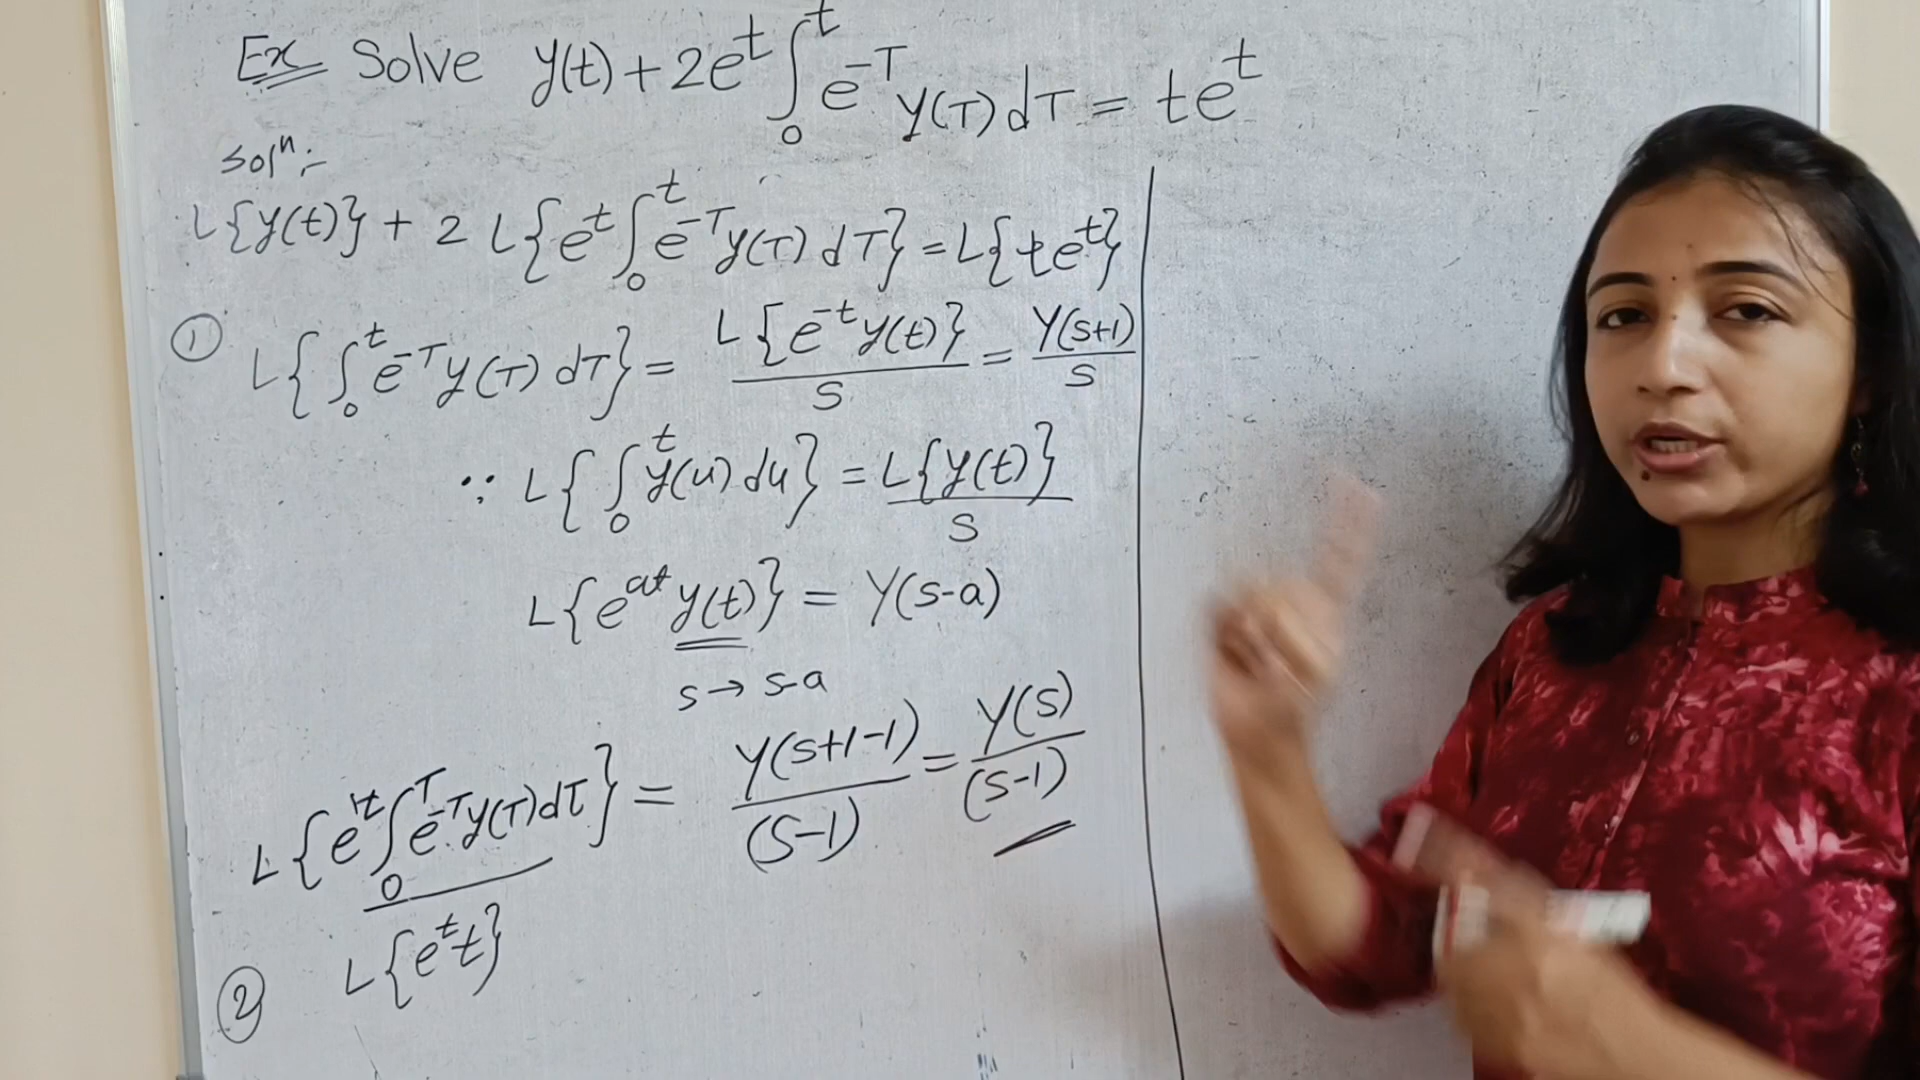 Ex Solve y(t) + 2e^t ∫_0^t e^{-T} y(T) dT = te^t
Solⁿ :-
L{y(t)} + 2 L{e^t ∫_0^t e^{-T} y(T) dT} = L{te^t}
① L{∫_0^t e^{-T} y(T) dT} = L{e^{-t} y(t)}/S = Y(s+1)/S
∵ L{∫_0^t y(u) du} = L{y(t)}/S
L{e^{at} y(t)} = Y(s-a)
s → s-a
L{e^{1t} ∫_0^T e^{-T} y(T) dT} = Y(s+1-1)/(S-1) = Y(s)/(s-1)
② L{e^t t}